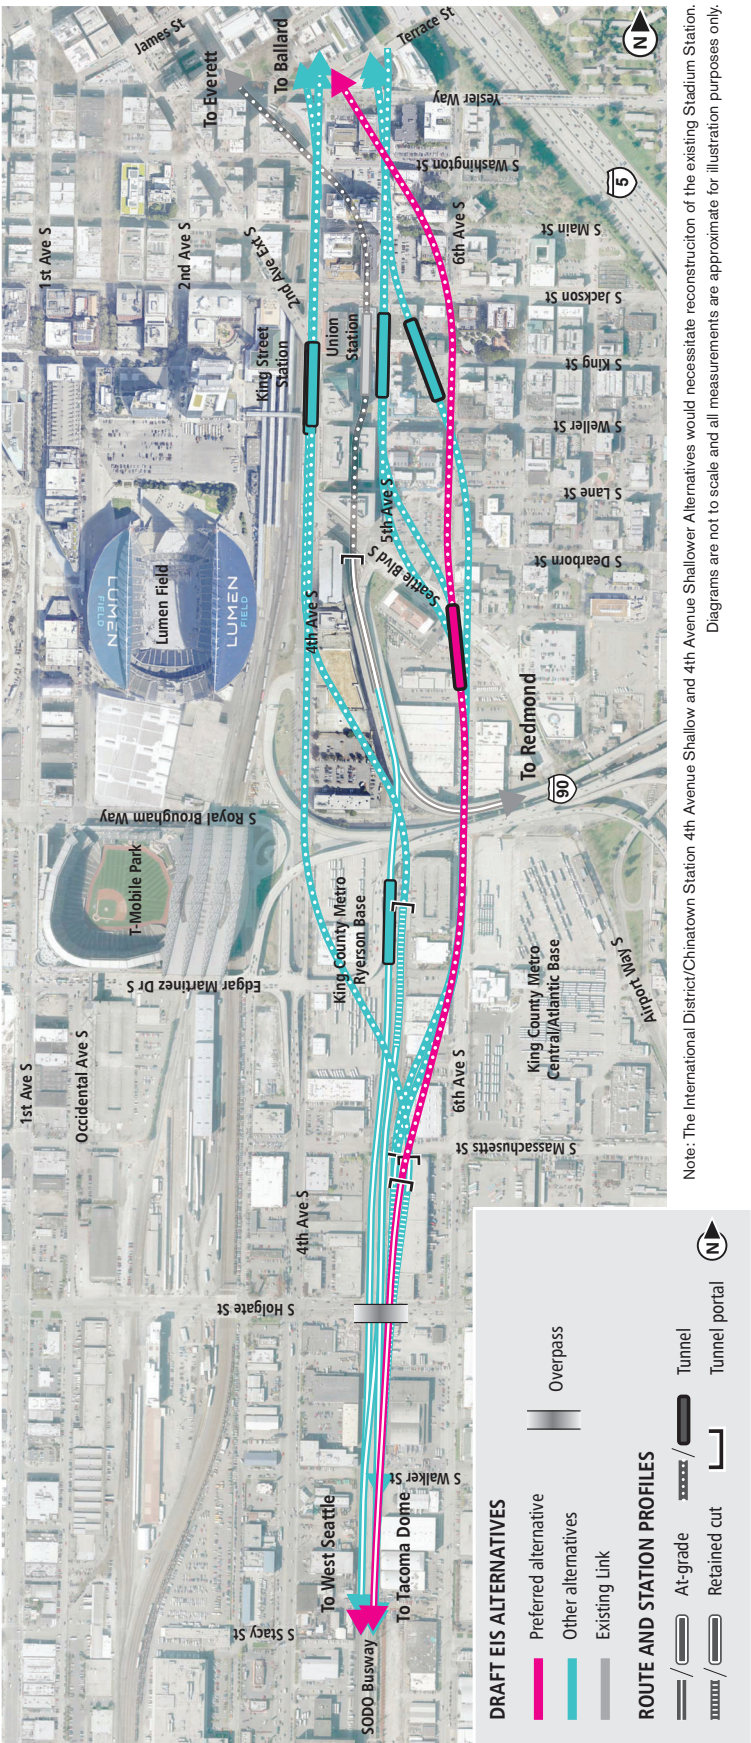 James St
To Everett
To Ballard
Terrace St
N
Yesler Way
S Washington St
5
1st Ave S
2nd Ave S
2nd Ave Ext S
6th Ave S
S Main St
S Jackson St
King Street
Station
Union
Station
S King St
S Weller St
S Lane St
5th Ave S
S Dearborn St
Seattle Blvd S
LUMEN
FIELD
Lumen Field
LUMEN
FIELD
4th Ave S
To Redmond
90
S Royal Brougham Way
T-Mobile Park
King County Metro
Ryerson Base
Edgar Martinez Dr S
King County Metro
Central/Atlantic Base
Airport Way S
1st Ave S
Occidental Ave S
6th Ave S
S Massachusetts St
4th Ave S
S Holgate St
S Walker St
To West Seattle
To Tacoma Dome
S Stacy St
SODO Busway
DRAFT EIS ALTERNATIVES
Preferred alternative
Other alternatives
Existing Link
Overpass
ROUTE AND STATION PROFILES
At-grade
Tunnel
Retained cut
Tunnel portal
N
Note: The International District/Chinatown Station 4th Avenue Shallow and 4th Avenue Shallower Alternatives would necessitate reconstruciton of the existing Stadium Station.
Diagrams are not to scale and all measurements are approximate for illustration purposes only.